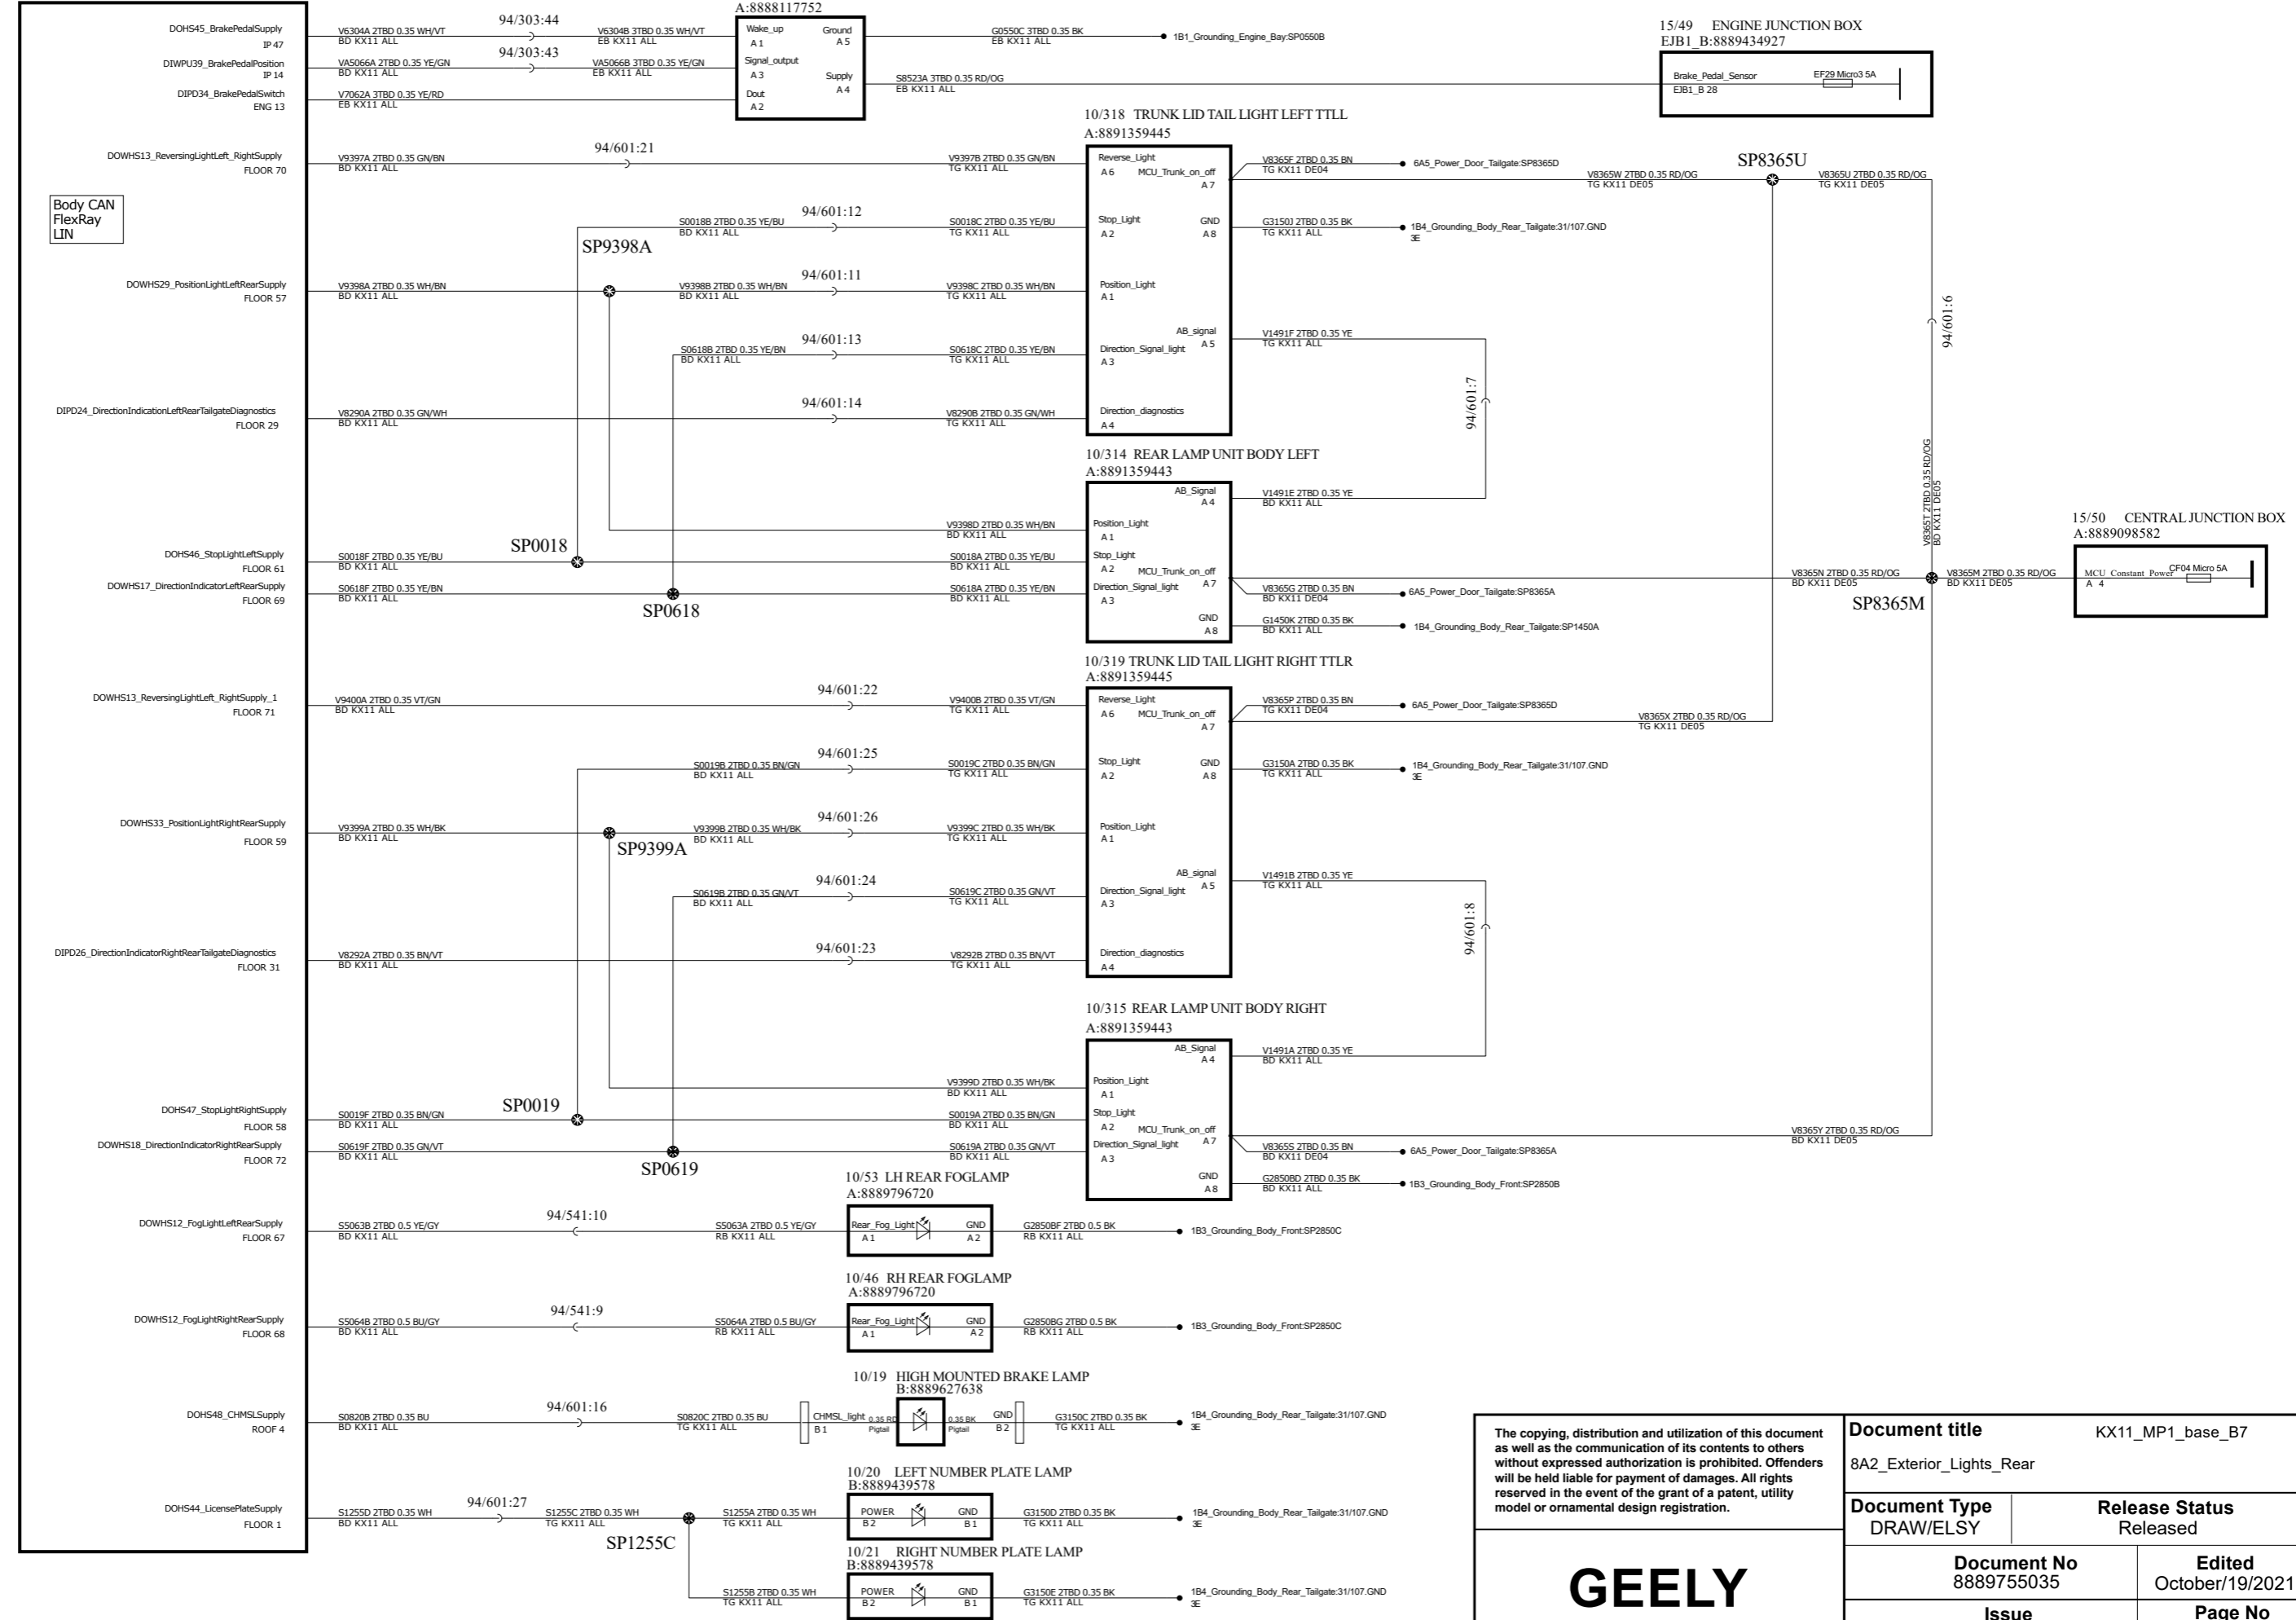 A:8888117752
DOHS45_BrakePedalSupply
IP 47
V6304A 2TBD 0.35 WH/VT
BD KX11 ALL
94/303:44
V6304B 3TBD 0.35 WH/VT
EB KX11 ALL
Wake_up
A 1
Ground
A 5
G0550C 3TBD 0.35 BK
EB KX11 ALL
1B1_Grounding_Engine_Bay:SP0550B
DIWPU39_BrakePedalPosition
IP 14
VA5066A 2TBD 0.35 YE/GN
BD KX11 ALL
94/303:43
VA5066B 3TBD 0.35 YE/GN
EB KX11 ALL
Signal_output
A 3
Supply
A 4
S8523A 3TBD 0.35 RD/OG
EB KX11 ALL
DIPD34_BrakePedalSwitch
ENG 13
V7062A 3TBD 0.35 YE/RD
EB KX11 ALL
Dout
A 2
15/49 ENGINE JUNCTION BOX
EJB1_B:8889434927
Brake_Pedal_Sensor
EJB1_B 28
EF29 Micro3 5A
Body CAN
FlexRay
LIN
10/318 TRUNK LID TAIL LIGHT LEFT TTLL
A:8891359445
DOWHS13_ReversingLightLeft_RightSupply
FLOOR 70
V9397A 2TBD 0.35 GN/BN
BD KX11 ALL
94/601:21
V9397B 2TBD 0.35 GN/BN
TG KX11 ALL
Reverse_Light
A 6
MCU_Trunk_on_off
A 7
V8365F 2TBD 0.35 BN
TG KX11 DE04
6A5_Power_Door_Tailgate:SP8365D
V8365W 2TBD 0.35 RD/OG
TG KX11 DE05
SP8365U
V8365U 2TBD 0.35 RD/OG
TG KX11 DE05
SP9398A
S0018B 2TBD 0.35 YE/BU
BD KX11 ALL
94/601:12
S0018C 2TBD 0.35 YE/BU
TG KX11 ALL
Stop_Light
A 2
GND
A 8
G3150J 2TBD 0.35 BK
TG KX11 ALL
1B4_Grounding_Body_Rear_Tailgate:31/107.GND
3E
DOWHS29_PositionLightLeftRearSupply
FLOOR 57
V9398A 2TBD 0.35 WH/BN
BD KX11 ALL
V9398B 2TBD 0.35 WH/BN
BD KX11 ALL
94/601:11
V9398C 2TBD 0.35 WH/BN
TG KX11 ALL
Position_Light
A 1
94/601:6
S0618B 2TBD 0.35 YE/BN
BD KX11 ALL
94/601:13
S0618C 2TBD 0.35 YE/BN
TG KX11 ALL
Direction_Signal_light
A 3
AB_signal
A 5
V1491F 2TBD 0.35 YE
TG KX11 ALL
94/601:7
DIPD24_DirectionIndicationLeftRearTailgateDiagnostics
FLOOR 29
V8290A 2TBD 0.35 GN/WH
BD KX11 ALL
94/601:14
V8290B 2TBD 0.35 GN/WH
TG KX11 ALL
Direction_diagnostics
A 4
10/314 REAR LAMP UNIT BODY LEFT
A:8891359443
AB_Signal
A 4
V1491E 2TBD 0.35 YE
BD KX11 ALL
V8365T 2TBD 0.35 RD/OG
BD KX11 DE05
V9398D 2TBD 0.35 WH/BN
BD KX11 ALL
Position_Light
A 1
DOHS46_StopLightLeftSupply
FLOOR 61
S0018F 2TBD 0.35 YE/BU
BD KX11 ALL
SP0018
S0018A 2TBD 0.35 YE/BU
BD KX11 ALL
Stop_Light
A 2
MCU_Trunk_on_off
A 7
V8365N 2TBD 0.35 RD/OG
BD KX11 DE05
V8365M 2TBD 0.35 RD/OG
BD KX11 DE05
SP8365M
15/50 CENTRAL JUNCTION BOX
A:8889098582
MCU_Constant_Power
A 4
CF04 Micro 5A
DOWHS17_DirectionIndicatorLeftRearSupply
FLOOR 69
S0618F 2TBD 0.35 YE/BN
BD KX11 ALL
SP0618
S0618A 2TBD 0.35 YE/BN
BD KX11 ALL
Direction_Signal_light
A 3
V8365G 2TBD 0.35 BN
BD KX11 DE04
6A5_Power_Door_Tailgate:SP8365A
GND
A 8
G1450K 2TBD 0.35 BK
BD KX11 ALL
1B4_Grounding_Body_Rear_Tailgate:SP1450A
10/319 TRUNK LID TAIL LIGHT RIGHT TTLR
A:8891359445
DOWHS13_ReversingLightLeft_RightSupply_1
FLOOR 71
V9400A 2TBD 0.35 VT/GN
BD KX11 ALL
94/601:22
V9400B 2TBD 0.35 VT/GN
TG KX11 ALL
Reverse_Light
A 6
MCU_Trunk_on_off
A 7
V8365P 2TBD 0.35 BN
TG KX11 DE04
6A5_Power_Door_Tailgate:SP8365D
V8365X 2TBD 0.35 RD/OG
TG KX11 DE05
S0019B 2TBD 0.35 BN/GN
BD KX11 ALL
94/601:25
S0019C 2TBD 0.35 BN/GN
TG KX11 ALL
Stop_Light
A 2
GND
A 8
G3150A 2TBD 0.35 BK
TG KX11 ALL
1B4_Grounding_Body_Rear_Tailgate:31/107.GND
3E
DOWHS33_PositionLightRightRearSupply
FLOOR 59
V9399A 2TBD 0.35 WH/BK
BD KX11 ALL
SP9399A
V9399B 2TBD 0.35 WH/BK
BD KX11 ALL
94/601:26
V9399C 2TBD 0.35 WH/BK
TG KX11 ALL
Position_Light
A 1
S0619B 2TBD 0.35 GN/VT
BD KX11 ALL
94/601:24
S0619C 2TBD 0.35 GN/VT
TG KX11 ALL
Direction_Signal_light
A 3
AB_signal
A 5
V1491B 2TBD 0.35 YE
TG KX11 ALL
94/601:8
DIPD26_DirectionIndicatorRightRearTailgateDiagnostics
FLOOR 31
V8292A 2TBD 0.35 BN/VT
BD KX11 ALL
94/601:23
V8292B 2TBD 0.35 BN/VT
TG KX11 ALL
Direction_diagnostics
A 4
10/315 REAR LAMP UNIT BODY RIGHT
A:8891359443
AB_Signal
A 4
V1491A 2TBD 0.35 YE
BD KX11 ALL
V9399D 2TBD 0.35 WH/BK
BD KX11 ALL
Position_Light
A 1
DOHS47_StopLightRightSupply
FLOOR 58
S0019F 2TBD 0.35 BN/GN
BD KX11 ALL
SP0019
S0019A 2TBD 0.35 BN/GN
BD KX11 ALL
Stop_Light
A 2
MCU_Trunk_on_off
A 7
V8365Y 2TBD 0.35 RD/OG
BD KX11 DE05
DOWHS18_DirectionIndicatorRightRearSupply
FLOOR 72
S0619F 2TBD 0.35 GN/VT
BD KX11 ALL
SP0619
S0619A 2TBD 0.35 GN/VT
BD KX11 ALL
Direction_Signal_light
A 3
V8365S 2TBD 0.35 BN
BD KX11 DE04
6A5_Power_Door_Tailgate:SP8365A
GND
A 8
G2850BD 2TBD 0.35 BK
BD KX11 ALL
1B3_Grounding_Body_Front:SP2850B
10/53 LH REAR FOGLAMP
A:8889796720
DOWHS12_FogLightLeftRearSupply
FLOOR 67
S5063B 2TBD 0.5 YE/GY
BD KX11 ALL
94/541:10
S5063A 2TBD 0.5 YE/GY
RB KX11 ALL
Rear_Fog_Light
A 1
GND
A 2
G2850BF 2TBD 0.5 BK
RB KX11 ALL
1B3_Grounding_Body_Front:SP2850C
10/46 RH REAR FOGLAMP
A:8889796720
DOWHS12_FogLightRightRearSupply
FLOOR 68
S5064B 2TBD 0.5 BU/GY
BD KX11 ALL
94/541:9
S5064A 2TBD 0.5 BU/GY
RB KX11 ALL
Rear_Fog_Light
A 1
GND
A 2
G2850BG 2TBD 0.5 BK
RB KX11 ALL
1B3_Grounding_Body_Front:SP2850C
10/19 HIGH MOUNTED BRAKE LAMP
B:8889627638
DOHS48_CHMSLSupply
ROOF 4
S0820B 2TBD 0.35 BU
BD KX11 ALL
94/601:16
S0820C 2TBD 0.35 BU
TG KX11 ALL
CHMSL_light
B 1
0.35 RD
Pigtail
0.35 BK
Pigtail
GND
B 2
G3150C 2TBD 0.35 BK
TG KX11 ALL
1B4_Grounding_Body_Rear_Tailgate:31/107.GND
3E
10/20 LEFT NUMBER PLATE LAMP
B:8889439578
DOHS44_LicensePlateSupply
FLOOR 1
S1255D 2TBD 0.35 WH
BD KX11 ALL
94/601:27
S1255C 2TBD 0.35 WH
TG KX11 ALL
SP1255C
S1255A 2TBD 0.35 WH
TG KX11 ALL
POWER
B 2
GND
B 1
G3150D 2TBD 0.35 BK
TG KX11 ALL
1B4_Grounding_Body_Rear_Tailgate:31/107.GND
3E
10/21 RIGHT NUMBER PLATE LAMP
B:8889439578
S1255B 2TBD 0.35 WH
TG KX11 ALL
POWER
B 2
GND
B 1
G3150E 2TBD 0.35 BK
TG KX11 ALL
1B4_Grounding_Body_Rear_Tailgate:31/107.GND
3E
The copying, distribution and utilization of this document
as well as the communication of its contents to others
without expressed authorization is prohibited. Offenders
will be held liable for payment of damages. All rights
reserved in the event of the grant of a patent, utility
model or ornamental design registration.
GEELY
Document title
KX11_MP1_base_B7
8A2_Exterior_Lights_Rear
Document Type
DRAW/ELSY
Release Status
Released
Document No
8889755035
Edited
October/19/2021
Issue
Page No